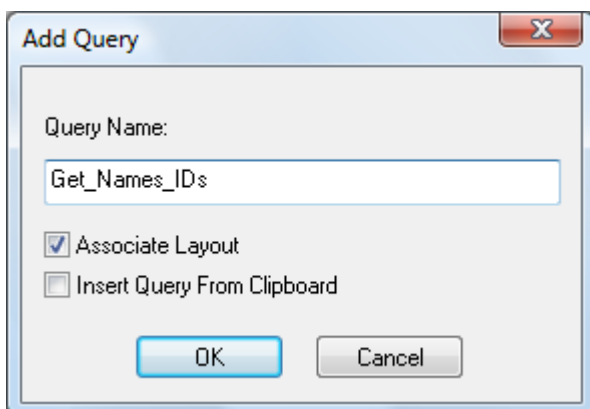 Add Query
Query Name:
Get_Names_IDs
Associate Layout
Insert Query From Clipboard
OK Cancel